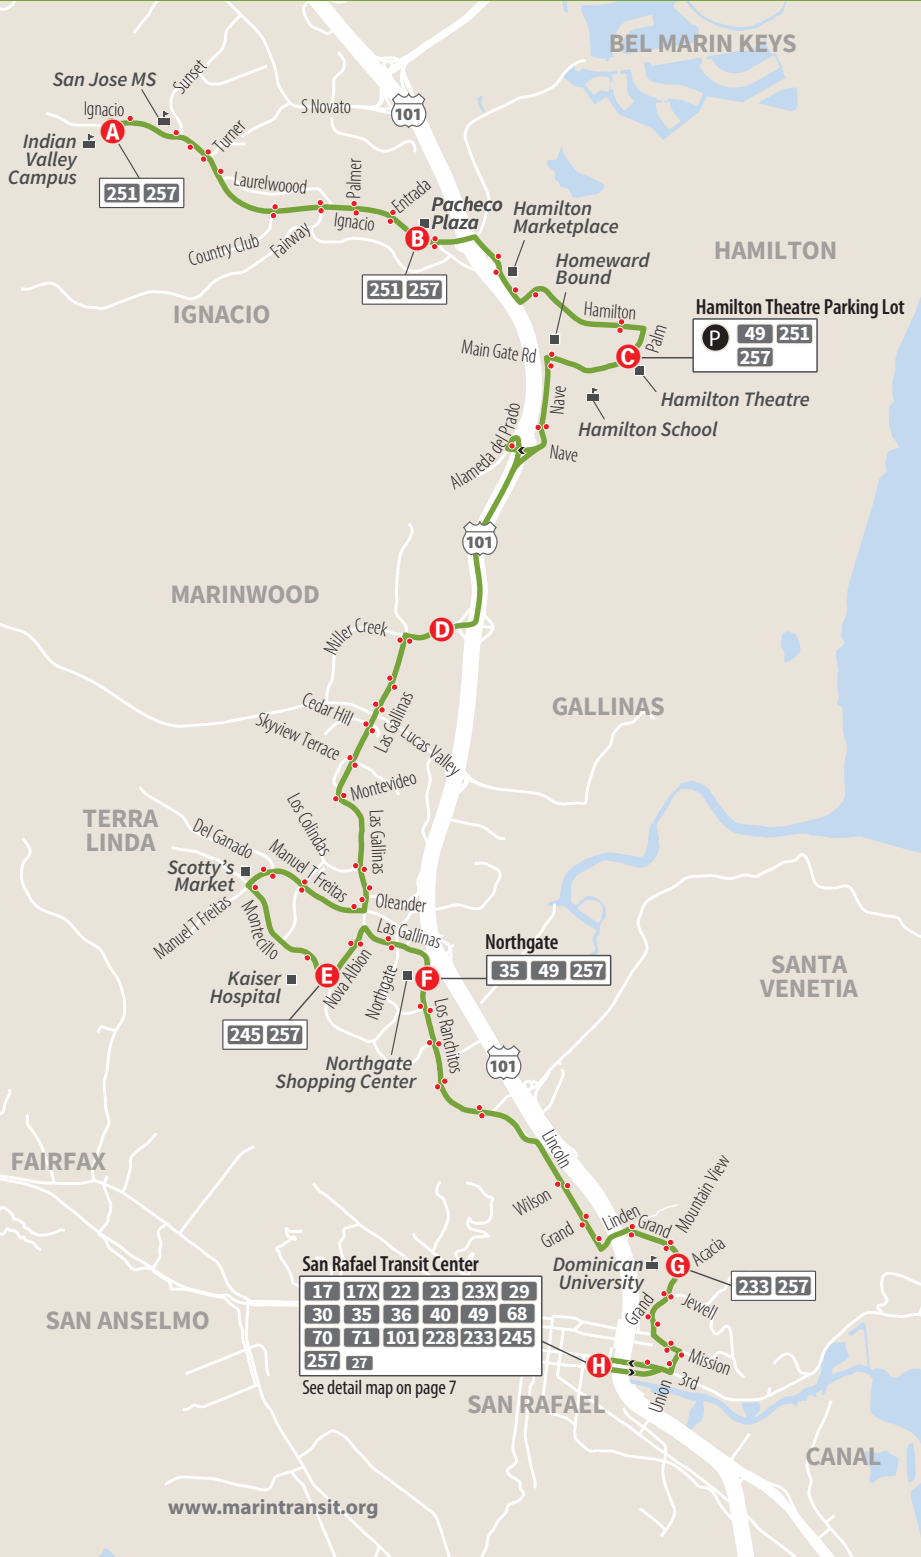 BEL MARIN KEYS
San Jose MS
Sunset
S Novato
101
Ignacio
A
Indian
Valley
Campus
Turner
251 257
Laurelwoood
Palmer
Entrada
Ignacio
Pacheco
Plaza
B
Country Club
Fairway
251 257
Hamilton
Marketplace
Homeward
Bound
HAMILTON
IGNACIO
Hamilton
Palm
Hamilton Theatre Parking Lot
P
49 251
257
Main Gate Rd
C
Hamilton Theatre
Nave
Hamilton School
Alameda del Prado
Nave
101
MARINWOOD
Miller Creek
D
GALLINAS
Cedar Hill
Las Gallinas
Skyview Terrace
Lucas Valley
Montevideo
TERRA
LINDA
Los Colindas
Las Gallinas
Del Ganado
Manuel T Freitas
Scotty's
Market
Oleander
Manuel T Freitas
Montecillo
Las Gallinas
Nova Albion
Northgate
35 49 257
SANTA
VENETIA
Kaiser
Hospital
E
F
Northgate
245 257
Los Ranchitos
Northgate
Shopping Center
101
Lincoln
FAIRFAX
Wilson
Grand
Linden
Grand
Mountain View
Acacia
Dominican
University
G
233 257
San Rafael Transit Center
17 17X 22 23 23X 29
30 35 36 40 49 68
70 71 101 228 233 245
257 27
See detail map on page 7
Grand
Jewell
SAN ANSELMO
H
Mission
3rd
Union
SAN RAFAEL
CANAL
www.marintransit.org